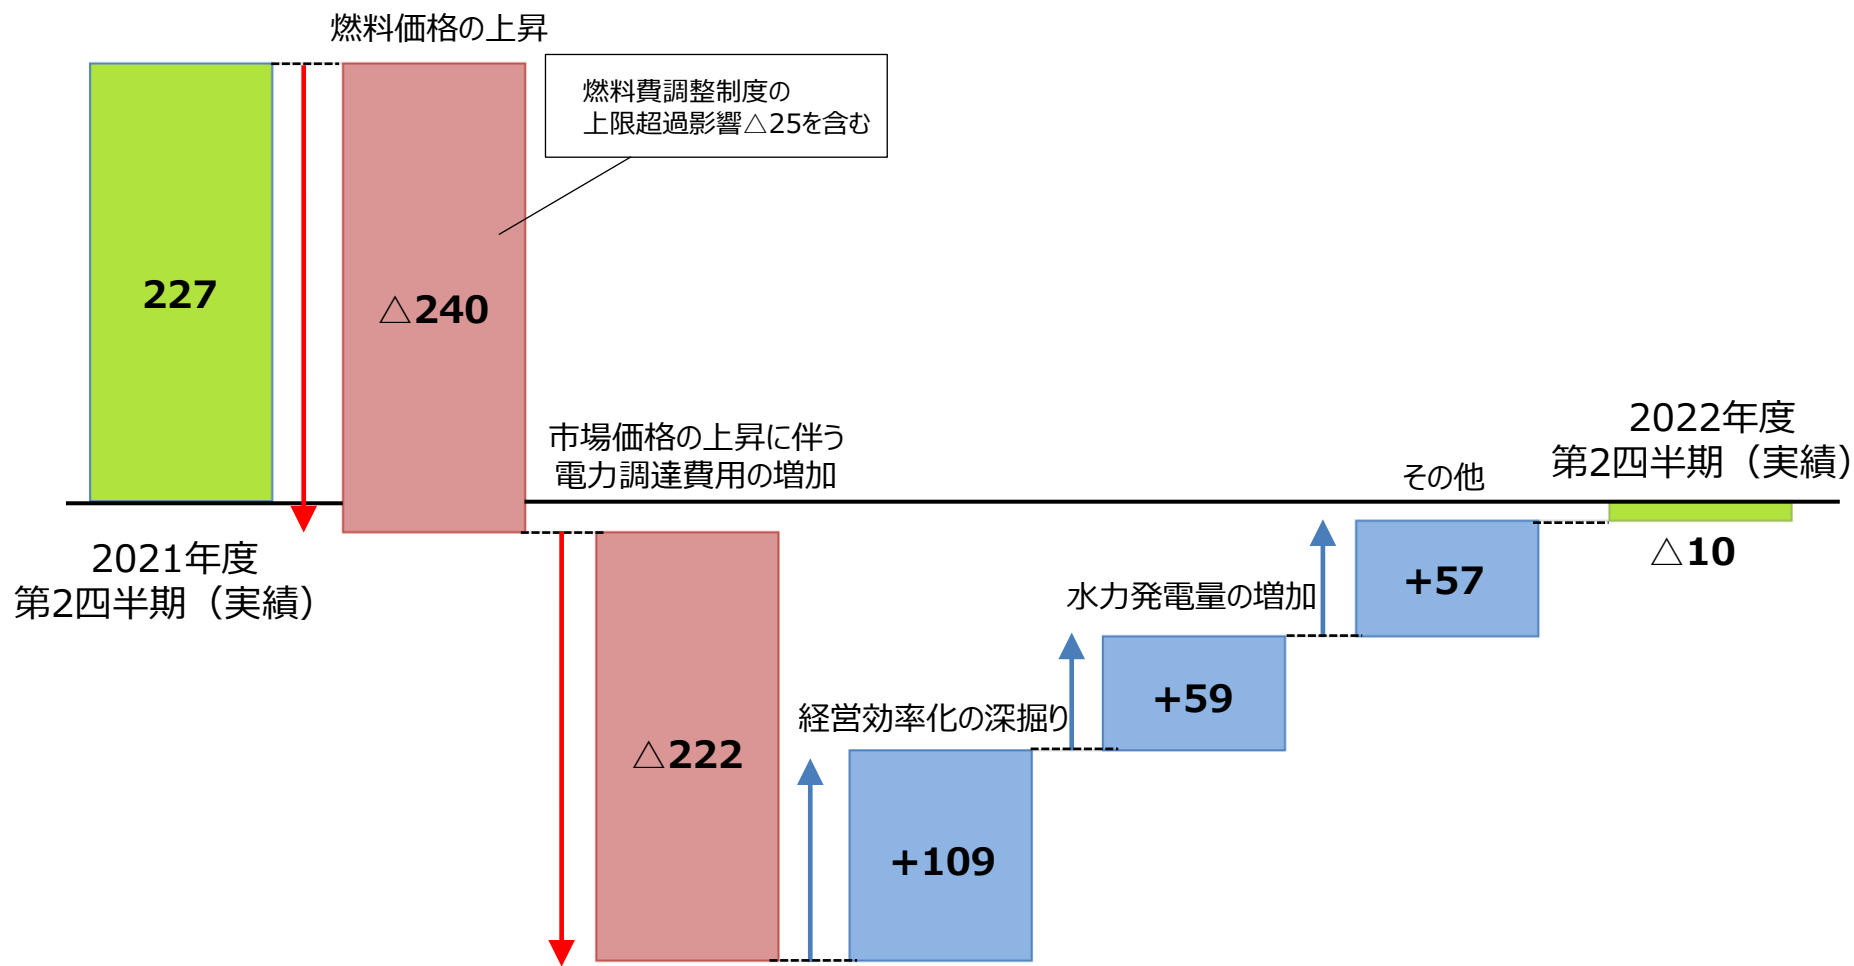 燃料価格の上昇
燃料費調整制度の
上限超過影響△25を含む
227
△240
市場価格の上昇に伴う
電力調達費用の増加
その他
2022年度
第2四半期（実績）
2021年度
第2四半期（実績）
△10
+57
水力発電量の増加
+59
経営効率化の深掘り
△222
+109